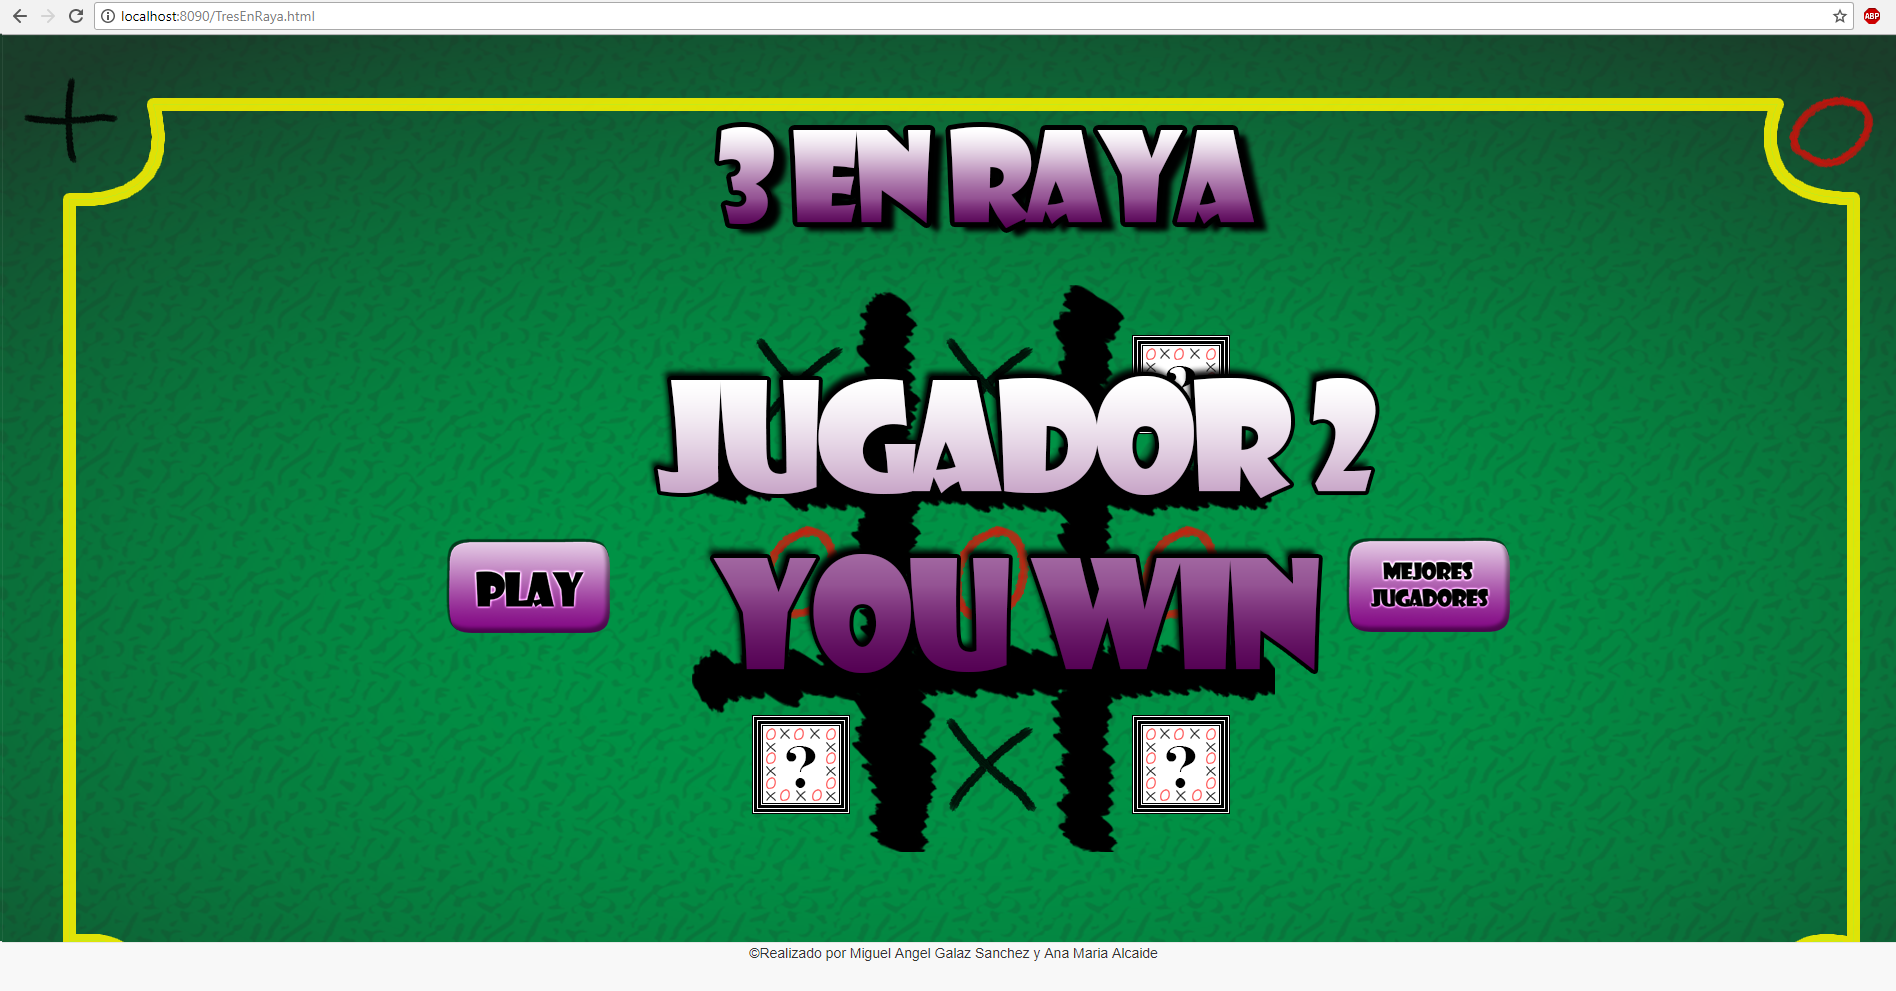 localhost:8090/TresEnRaya.html
ABP
3 EN RAYA
?
JUGADOR 2
PLAY
YOU WIN
MEJORES
JUGADORES
?
?
©Realizado por Miguel Angel Galaz Sanchez y Ana Maria Alcaide